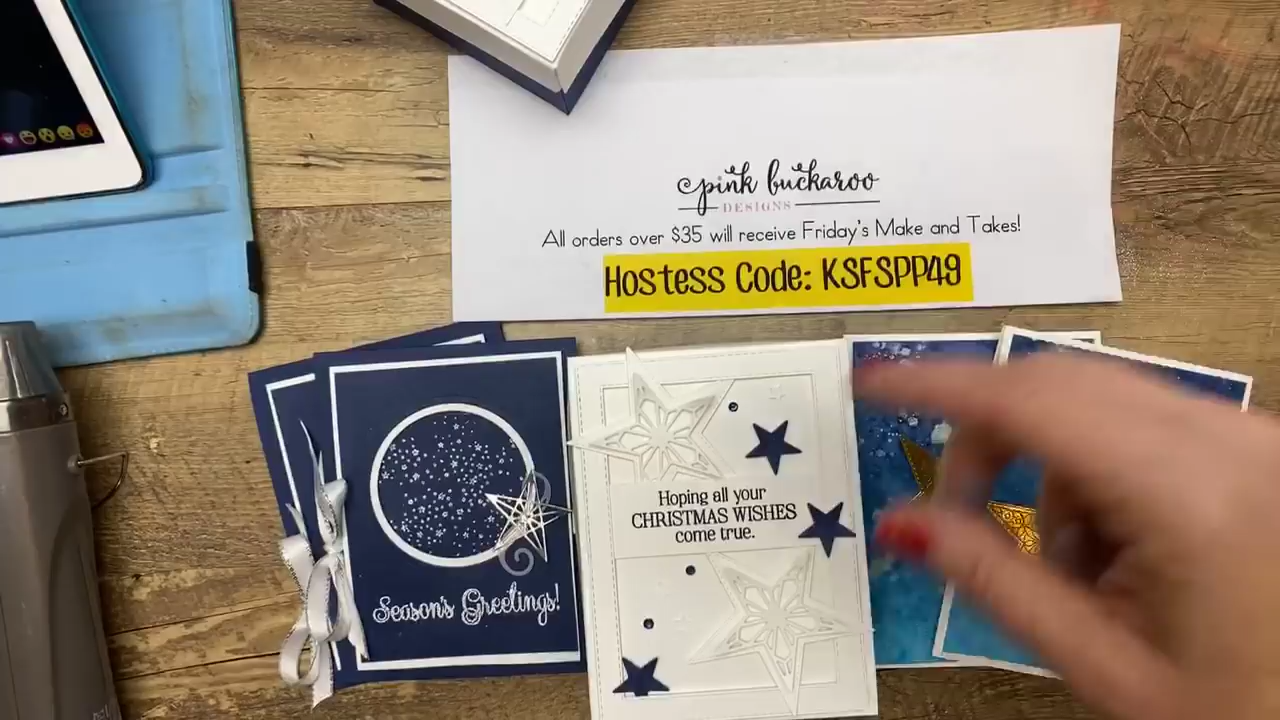 pink buckaroo
DESIGNS
All orders over $35 will receive Friday's Make and Takes!
Hostess Code: KSFSPP49
Season's Greetings!
Hoping all your
CHRISTMAS WISHES
come true.